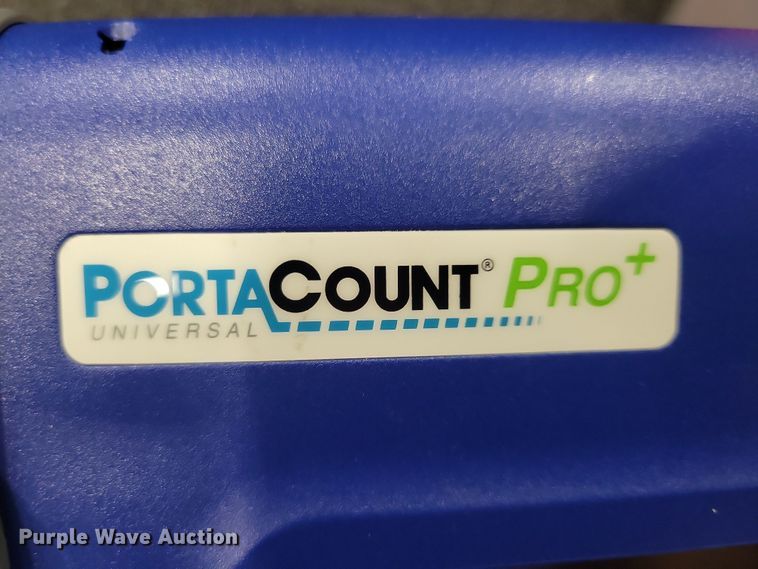 PORTACOUNT® PRO+
UNIVERSAL
Purple Wave Auction